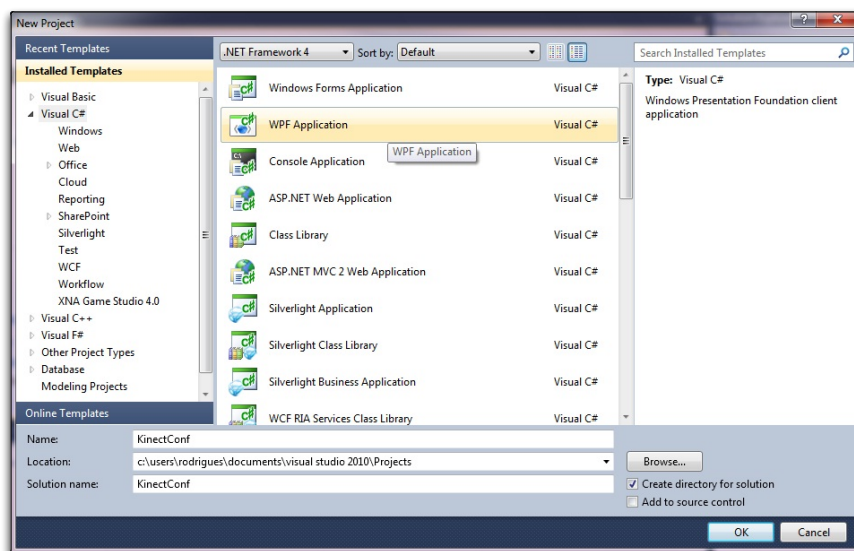 New Project
Recent Templates
Installed Templates
Visual Basic
Visual C#
Windows
Web
Office
Cloud
Reporting
SharePoint
Silverlight
Test
WCF
Workflow
XNA Game Studio 4.0
Visual C++
Visual F#
Other Project Types
Database
Modeling Projects
Online Templates
.NET Framework 4 Sort by: Default
Windows Forms Application Visual C#
WPF Application Visual C#
WPF Application
Console Application Visual C#
ASP.NET Web Application Visual C#
Class Library Visual C#
ASP.NET MVC 2 Web Application Visual C#
Silverlight Application Visual C#
Silverlight Class Library Visual C#
Silverlight Business Application Visual C#
WCF RIA Services Class Library Visual C#
Search Installed Templates
Type: Visual C#
Windows Presentation Foundation client
application
Name: KinectConf
Location: c:\users\rodrigues\documents\visual studio 2010\Projects
Browse...
Solution name: KinectConf
Create directory for solution
Add to source control
OK Cancel